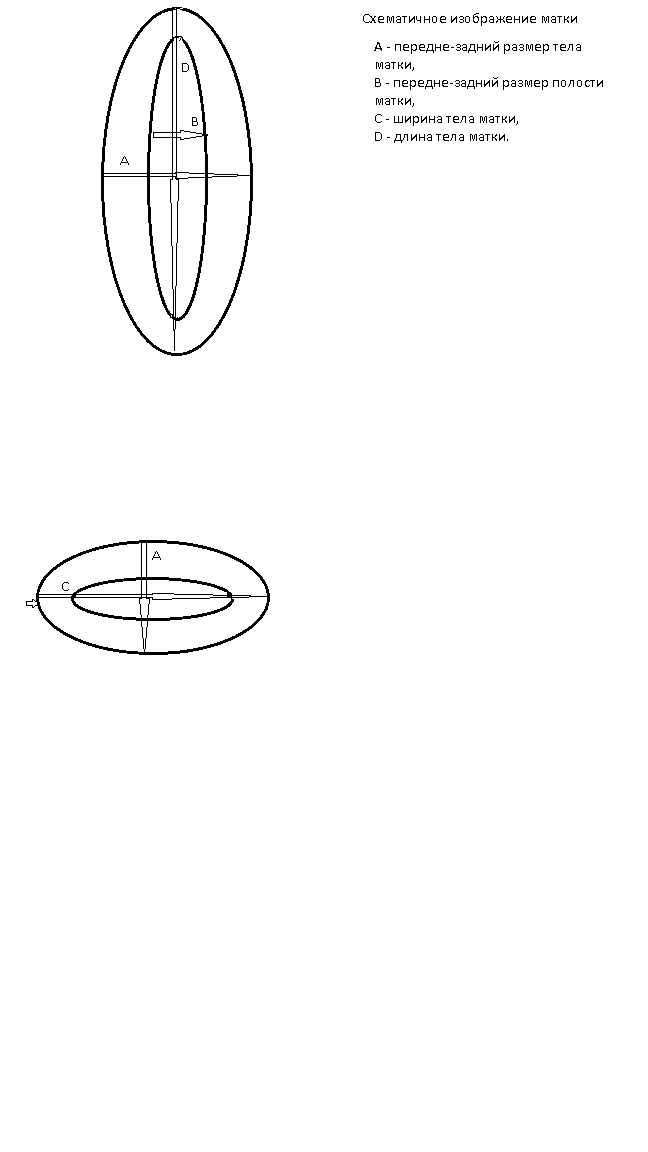 Схематичное изображение матки
А - передне-задний размер тела
матки,
В - передне-задний размер полости
матки,
С - ширина тела матки,
D - длина тела матки.
D
B
A
A
C